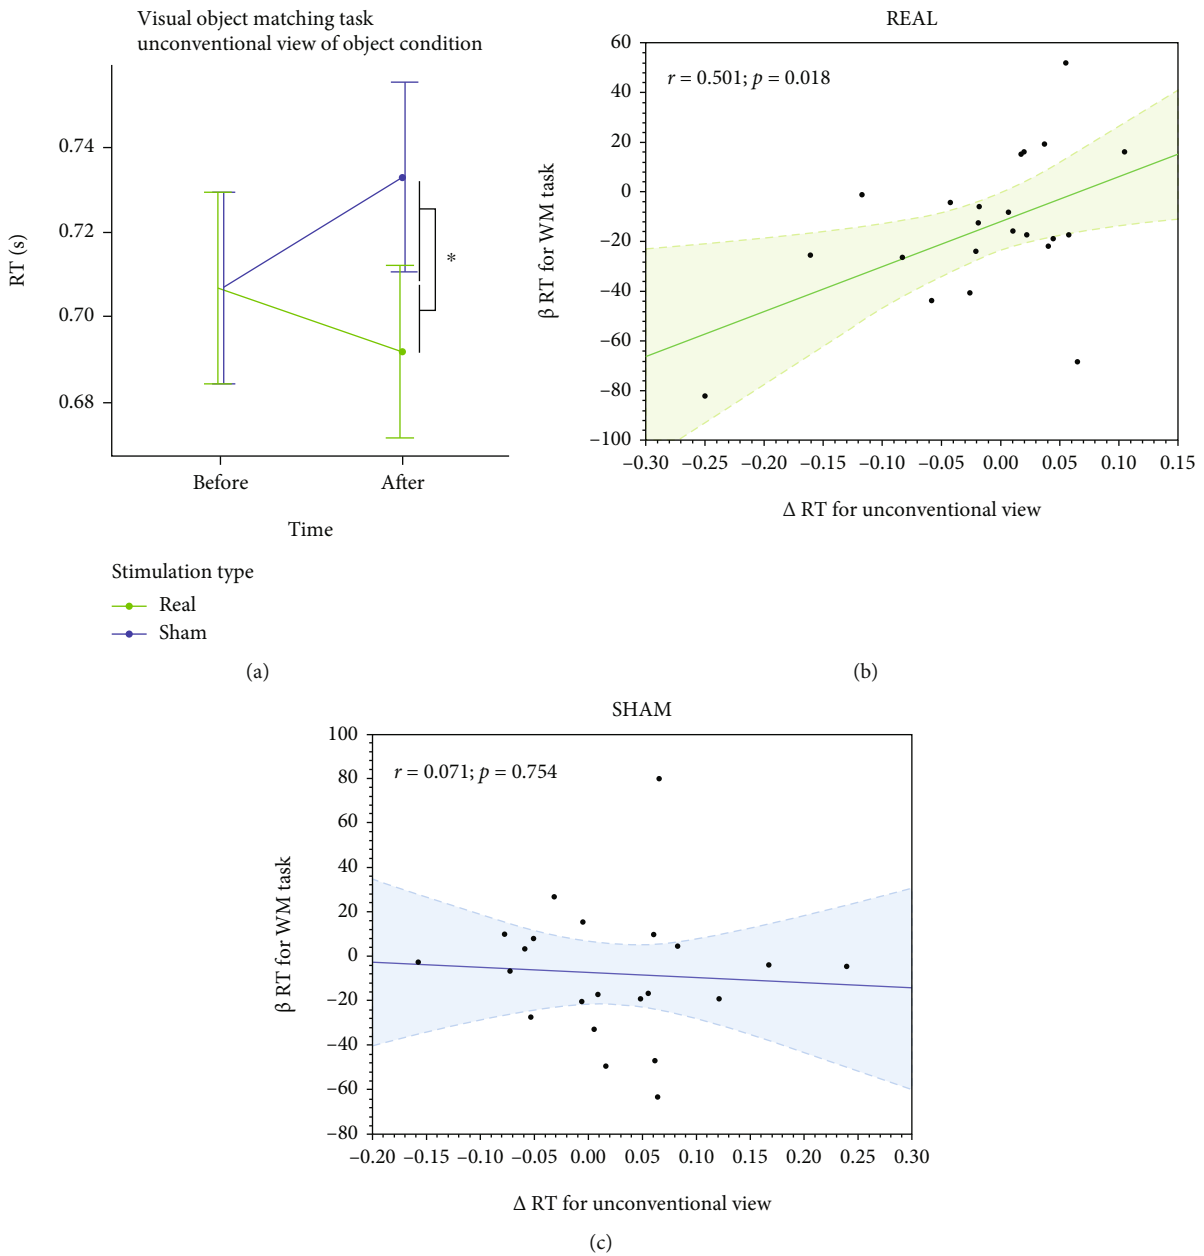 Visual object matching task
unconventional view of object condition
RT (s)
0.74
0.72
0.70
0.68
*
Before
After
Time
Stimulation type
Real
Sham
(a)
REAL
r = 0.501; p = 0.018
β RT for WM task
60
40
20
0
−20
−40
−60
−80
−100
−0.30 −0.25 −0.20 −0.15 −0.10 −0.05 0.00 0.05 0.10 0.15
Δ RT for unconventional view
(b)
SHAM
r = 0.071; p = 0.754
β RT for WM task
100
80
60
40
20
0
−20
−40
−60
−80
−0.20 −0.15 −0.10 −0.05 0.00 0.05 0.10 0.15 0.20 0.25 0.30
Δ RT for unconventional view
(c)